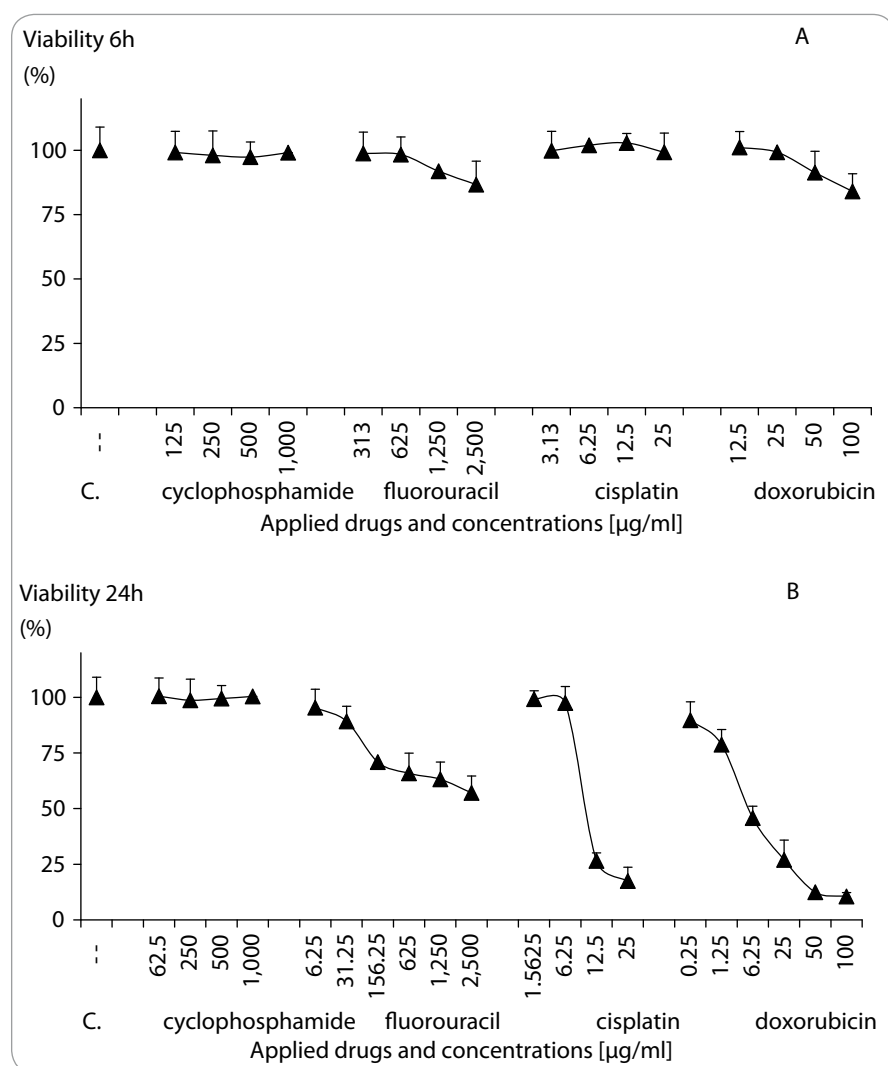 Viability 6h
A
(%)
100
75
50
25
0
-- 125 250 500 1,000 313 625 1,250 2,500 3.13 6.25 12.5 25 12.5 25 50 100
C. cyclophosphamide fluorouracil cisplatin doxorubicin
Applied drugs and concentrations [µg/ml]
Viability 24h
B
(%)
100
75
50
25
0
-- 62.5 250 500 1,000 6.25 31.25 156.25 625 1,250 2,500 1.5625 6.25 12.5 25 0.25 1.25 6.25 25 50 100
C. cyclophosphamide fluorouracil cisplatin doxorubicin
Applied drugs and concentrations [µg/ml]